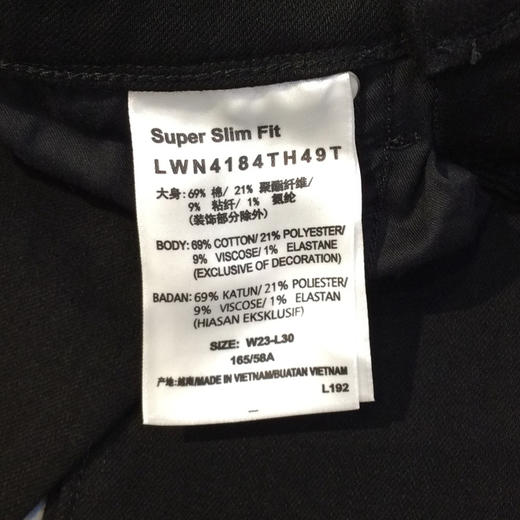 Super Slim Fit
LWN4184TH49T
大身:69% 棉/ 21% 聚酯纤维/
9% 粘纤/ 1% 氨纶
(装饰部分除外)
BODY: 69% COTTON/ 21% POLYESTER/
9% VISCOSE/ 1% ELASTANE
(EXCLUSIVE OF DECORATION)
BADAN: 69% KATUN/ 21% POLIESTER/
9% VISCOSE/ 1% ELASTAN
(HIASAN EKSKLUSIF)
SIZE: W23-L30
165/58A
产地:越南/MADE IN VIETNAM/BUATAN VIETNAM
L192